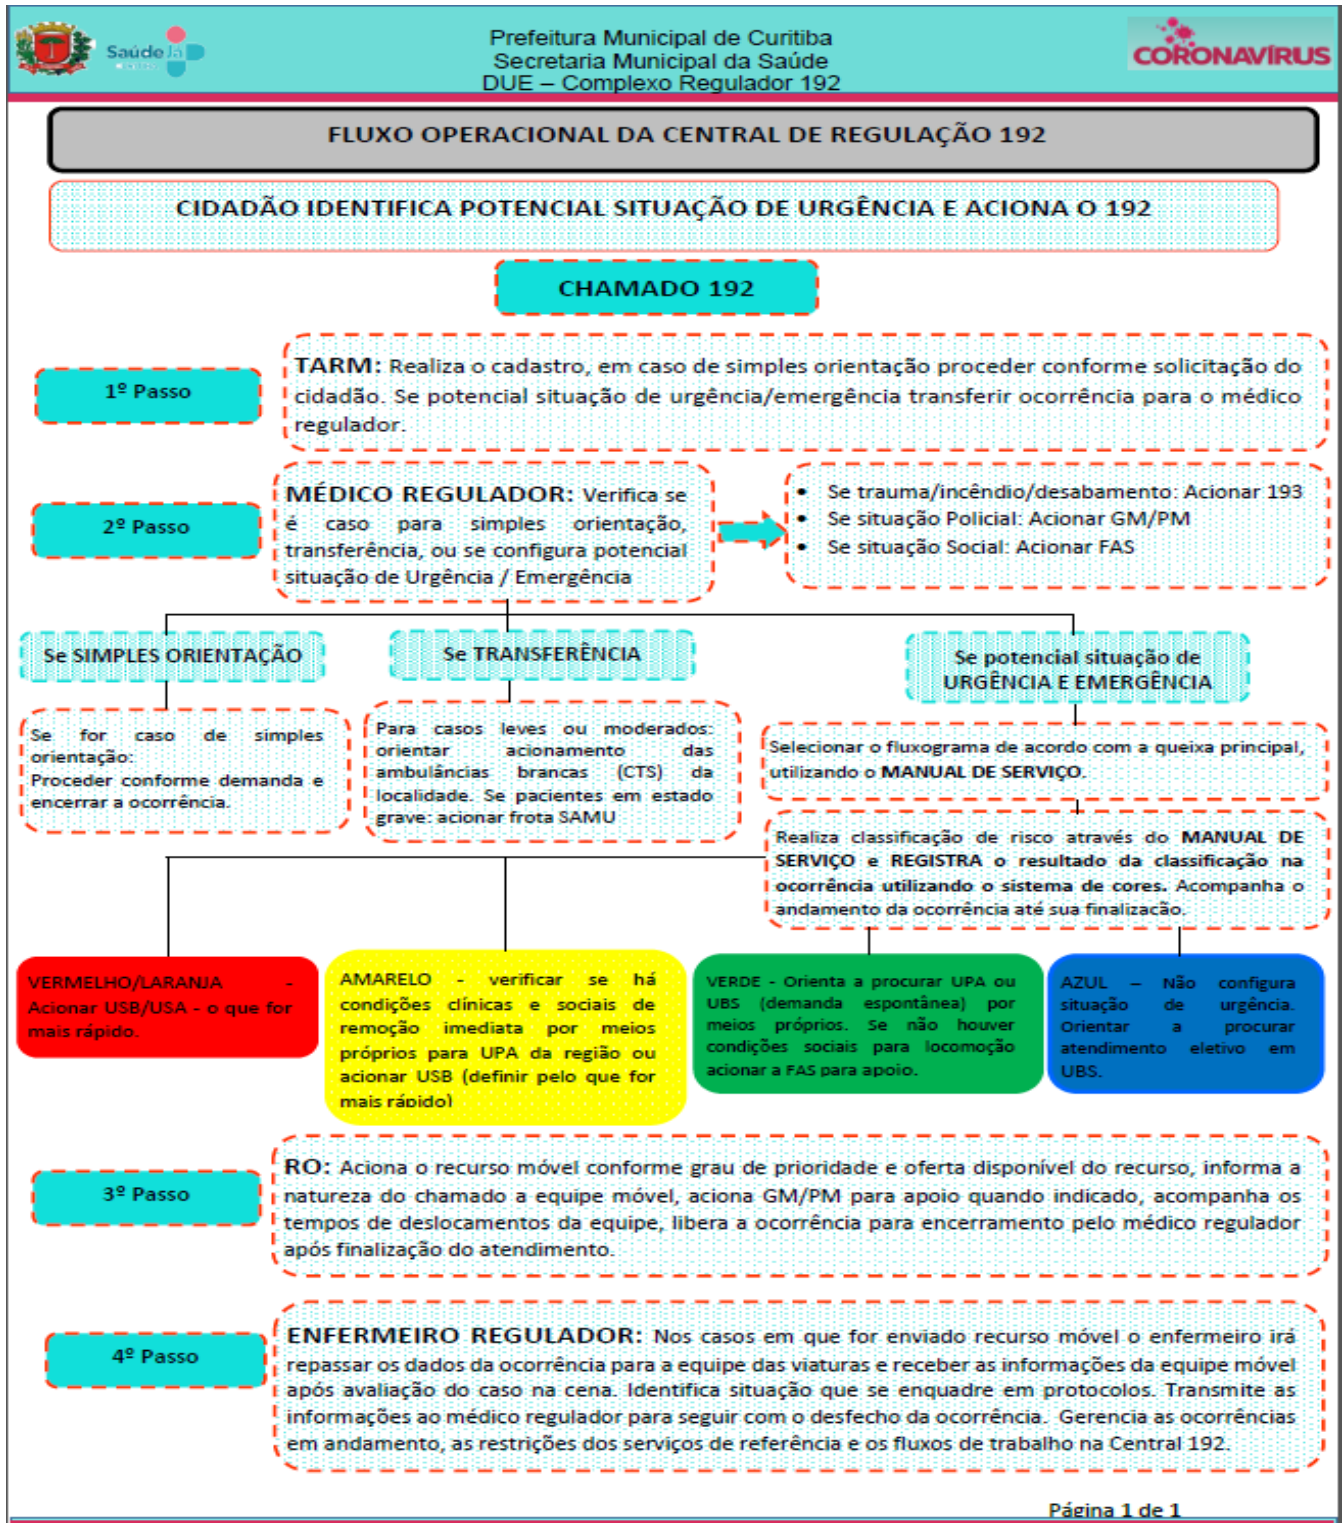 Saúde Já
Prefeitura Municipal de Curitiba
Secretaria Municipal da Saúde
DUE – Complexo Regulador 192
CORONAVÍRUS
FLUXO OPERACIONAL DA CENTRAL DE REGULAÇÃO 192
CIDADÃO IDENTIFICA POTENCIAL SITUAÇÃO DE URGÊNCIA E ACIONA O 192
CHAMADO 192
1º Passo
TARM: Realiza o cadastro, em caso de simples orientação proceder conforme solicitação do
cidadão. Se potencial situação de urgência/emergência transferir ocorrência para o médico
regulador.
2º Passo
MÉDICO REGULADOR: Verifica se
é caso para simples orientação,
transferência, ou se configura potencial
situação de Urgência / Emergência
• Se trauma/incêndio/desabamento: Acionar 193
• Se situação Policial: Acionar GM/PM
• Se situação Social: Acionar FAS
Se SIMPLES ORIENTAÇÃO
Se for caso de simples
orientação:
Proceder conforme demanda e
encerrar a ocorrência.
Se TRANSFERÊNCIA
Para casos leves ou moderados:
orientar acionamento das
ambulâncias brancas (CTS) da
localidade. Se pacientes em estado
grave: acionar frota SAMU
Se potencial situação de
URGÊNCIA E EMERGÊNCIA
Selecionar o fluxograma de acordo com a queixa principal,
utilizando o MANUAL DE SERVIÇO.
Realiza classificação de risco através do MANUAL DE
SERVIÇO e REGISTRA o resultado da classificação na
ocorrência utilizando o sistema de cores. Acompanha o
andamento da ocorrência até sua finalizacão.
VERMELHO/LARANJA -
Acionar USB/USA - o que for
mais rápido.
AMARELO - verificar se há
condições clínicas e sociais de
remoção imediata por meios
próprios para UPA da região ou
acionar USB (definir pelo que for
mais rápido)
VERDE - Orienta a procurar UPA ou
UBS (demanda espontânea) por
meios próprios. Se não houver
condições sociais para locomoção
acionar a FAS para apoio.
AZUL – Não configura
situação de urgência.
Orientar a procurar
atendimento eletivo em
UBS.
3º Passo
RO: Aciona o recurso móvel conforme grau de prioridade e oferta disponível do recurso, informa a
natureza do chamado a equipe móvel, aciona GM/PM para apoio quando indicado, acompanha os
tempos de deslocamentos da equipe, libera a ocorrência para encerramento pelo médico regulador
após finalização do atendimento.
4º Passo
ENFERMEIRO REGULADOR: Nos casos em que for enviado recurso móvel o enfermeiro irá
repassar os dados da ocorrência para a equipe das viaturas e receber as informações da equipe móvel
após avaliação do caso na cena. Identifica situação que se enquadre em protocolos. Transmite as
informações ao médico regulador para seguir com o desfecho da ocorrência. Gerencia as ocorrências
em andamento, as restrições dos serviços de referência e os fluxos de trabalho na Central 192.
Página 1 de 1